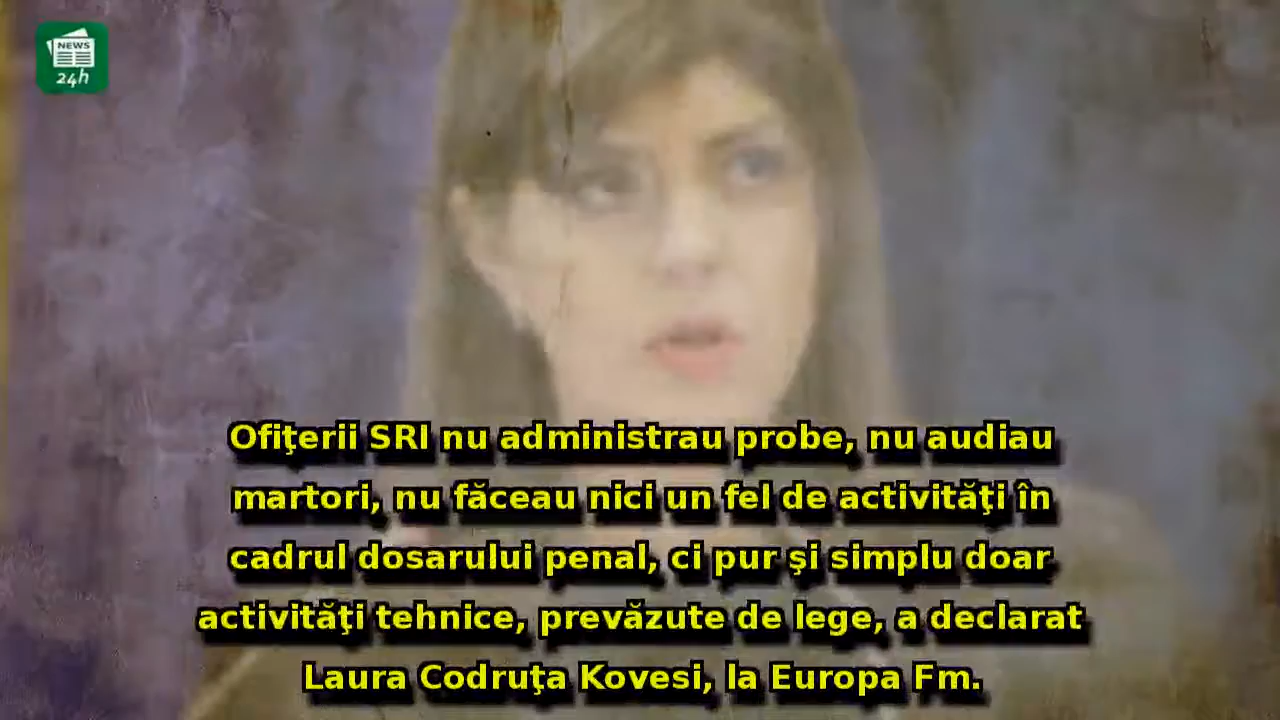 NEWS
24h
Ofiţerii SRI nu administrau probe, nu audiau
martori, nu făceau nici un fel de activităţi în
cadrul dosarului penal, ci pur şi simplu doar
activităţi tehnice, prevăzute de lege, a declarat
Laura Codruţa Kovesi, la Europa Fm.